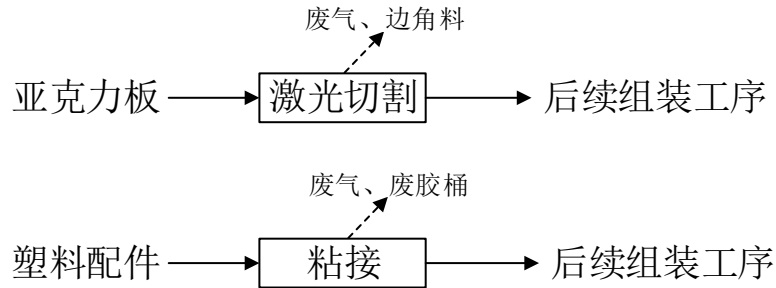 废气、边角料
亚克力板 激光切割 后续组装工序
废气、废胶桶
塑料配件 粘接 后续组装工序